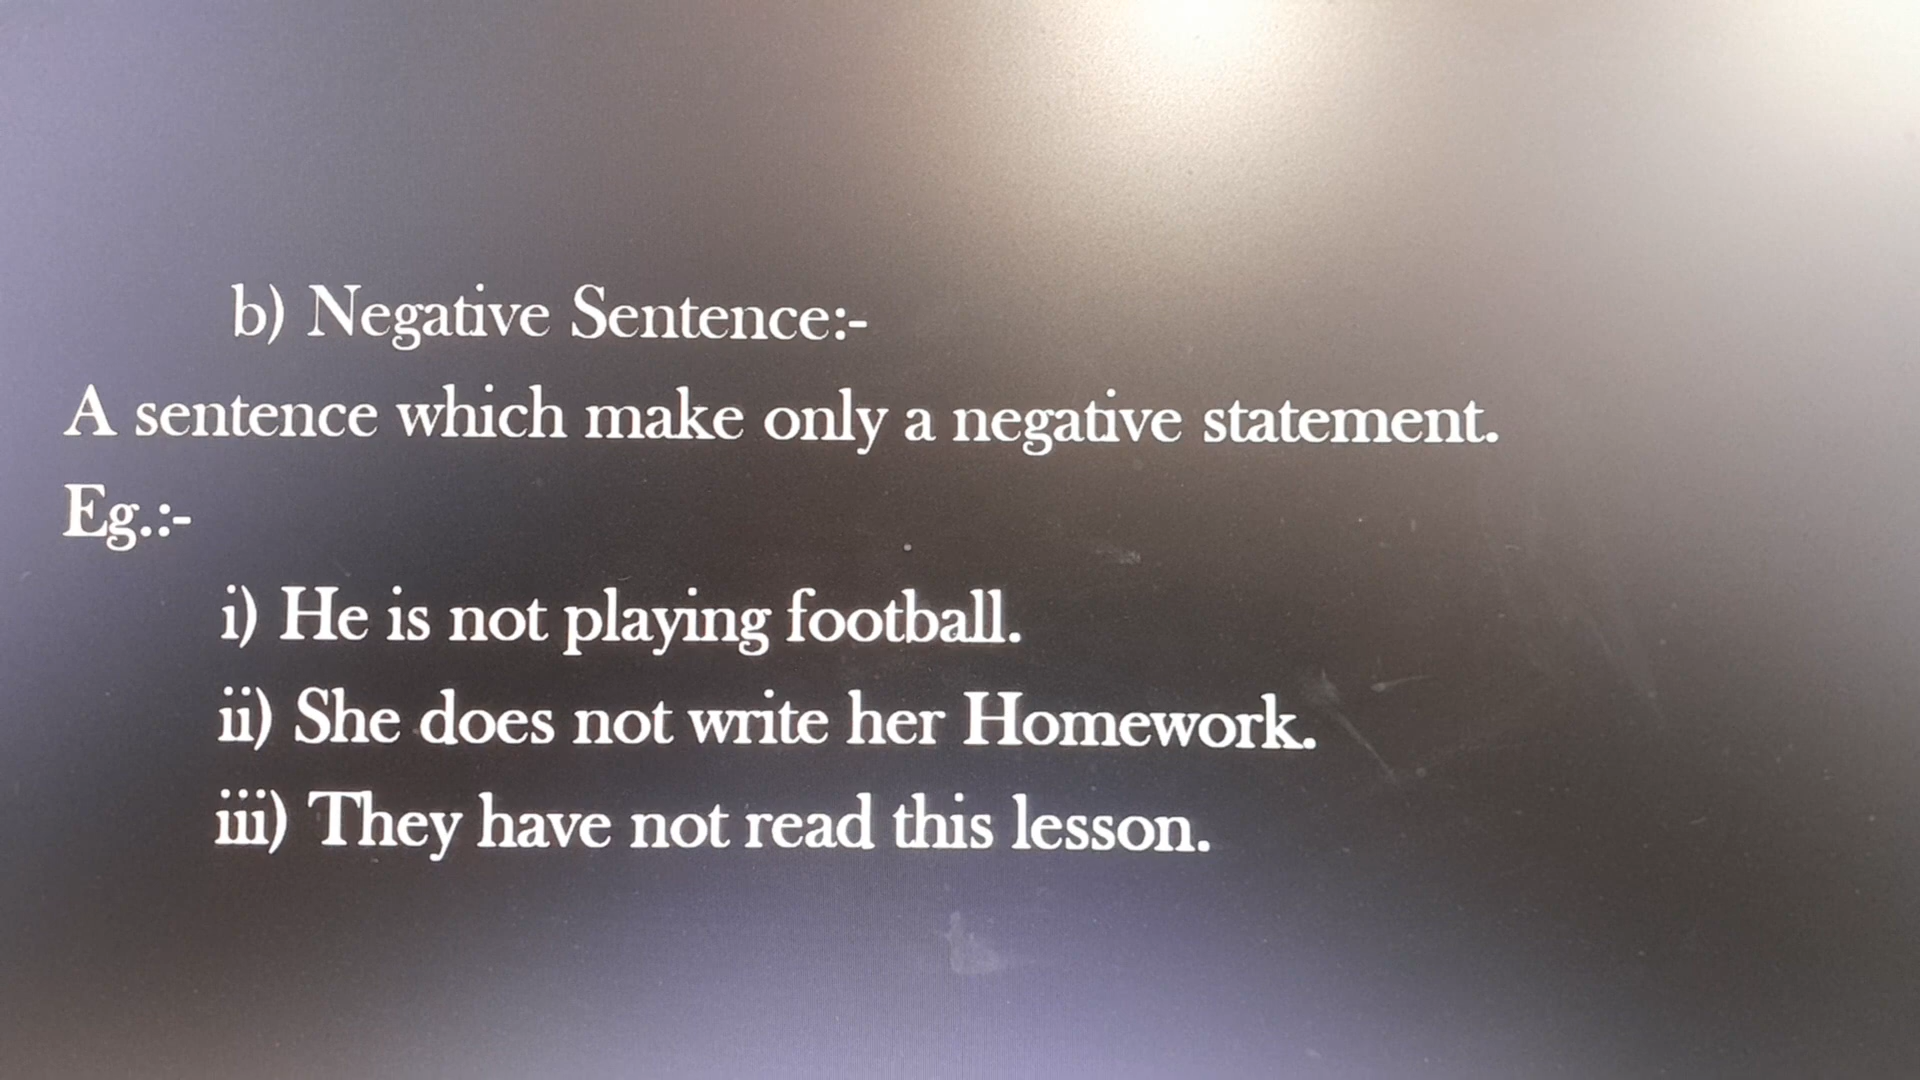 b) Negative Sentence:-
A sentence which make only a negative statement.
Eg.:-
i) He is not playing football.
ii) She does not write her Homework.
iii) They have not read this lesson.